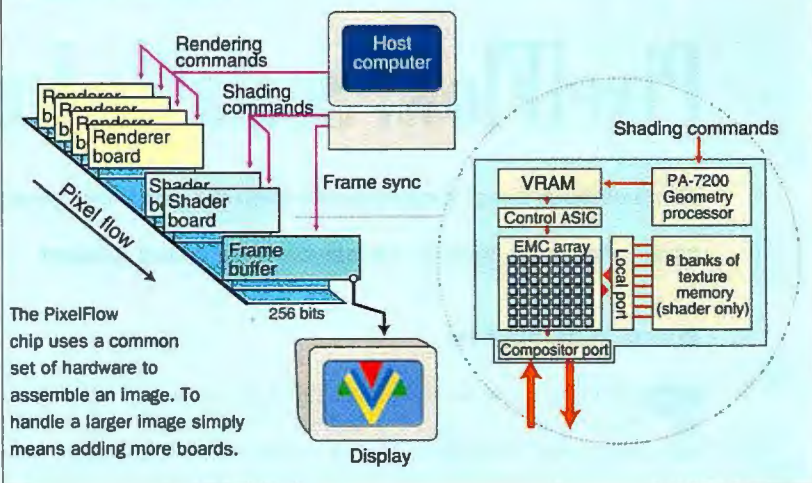 Rendering
commands
Host
computer
Shading
commands
Renderer
Renderer
Renderer
Renderer
board
Shader
Shader
board
Frame sync
Pixel flow
Frame
buffer
256 bits
The PixelFlow
chip uses a common
set of hardware to
assemble an image. To
handle a larger image simply
means adding more boards.
Display
Shading commands
VRAM
PA-7200
Geometry
processor
Control ASIC
EMC array
Local port
8 banks of
texture
memory
(shader only)
Compositor port